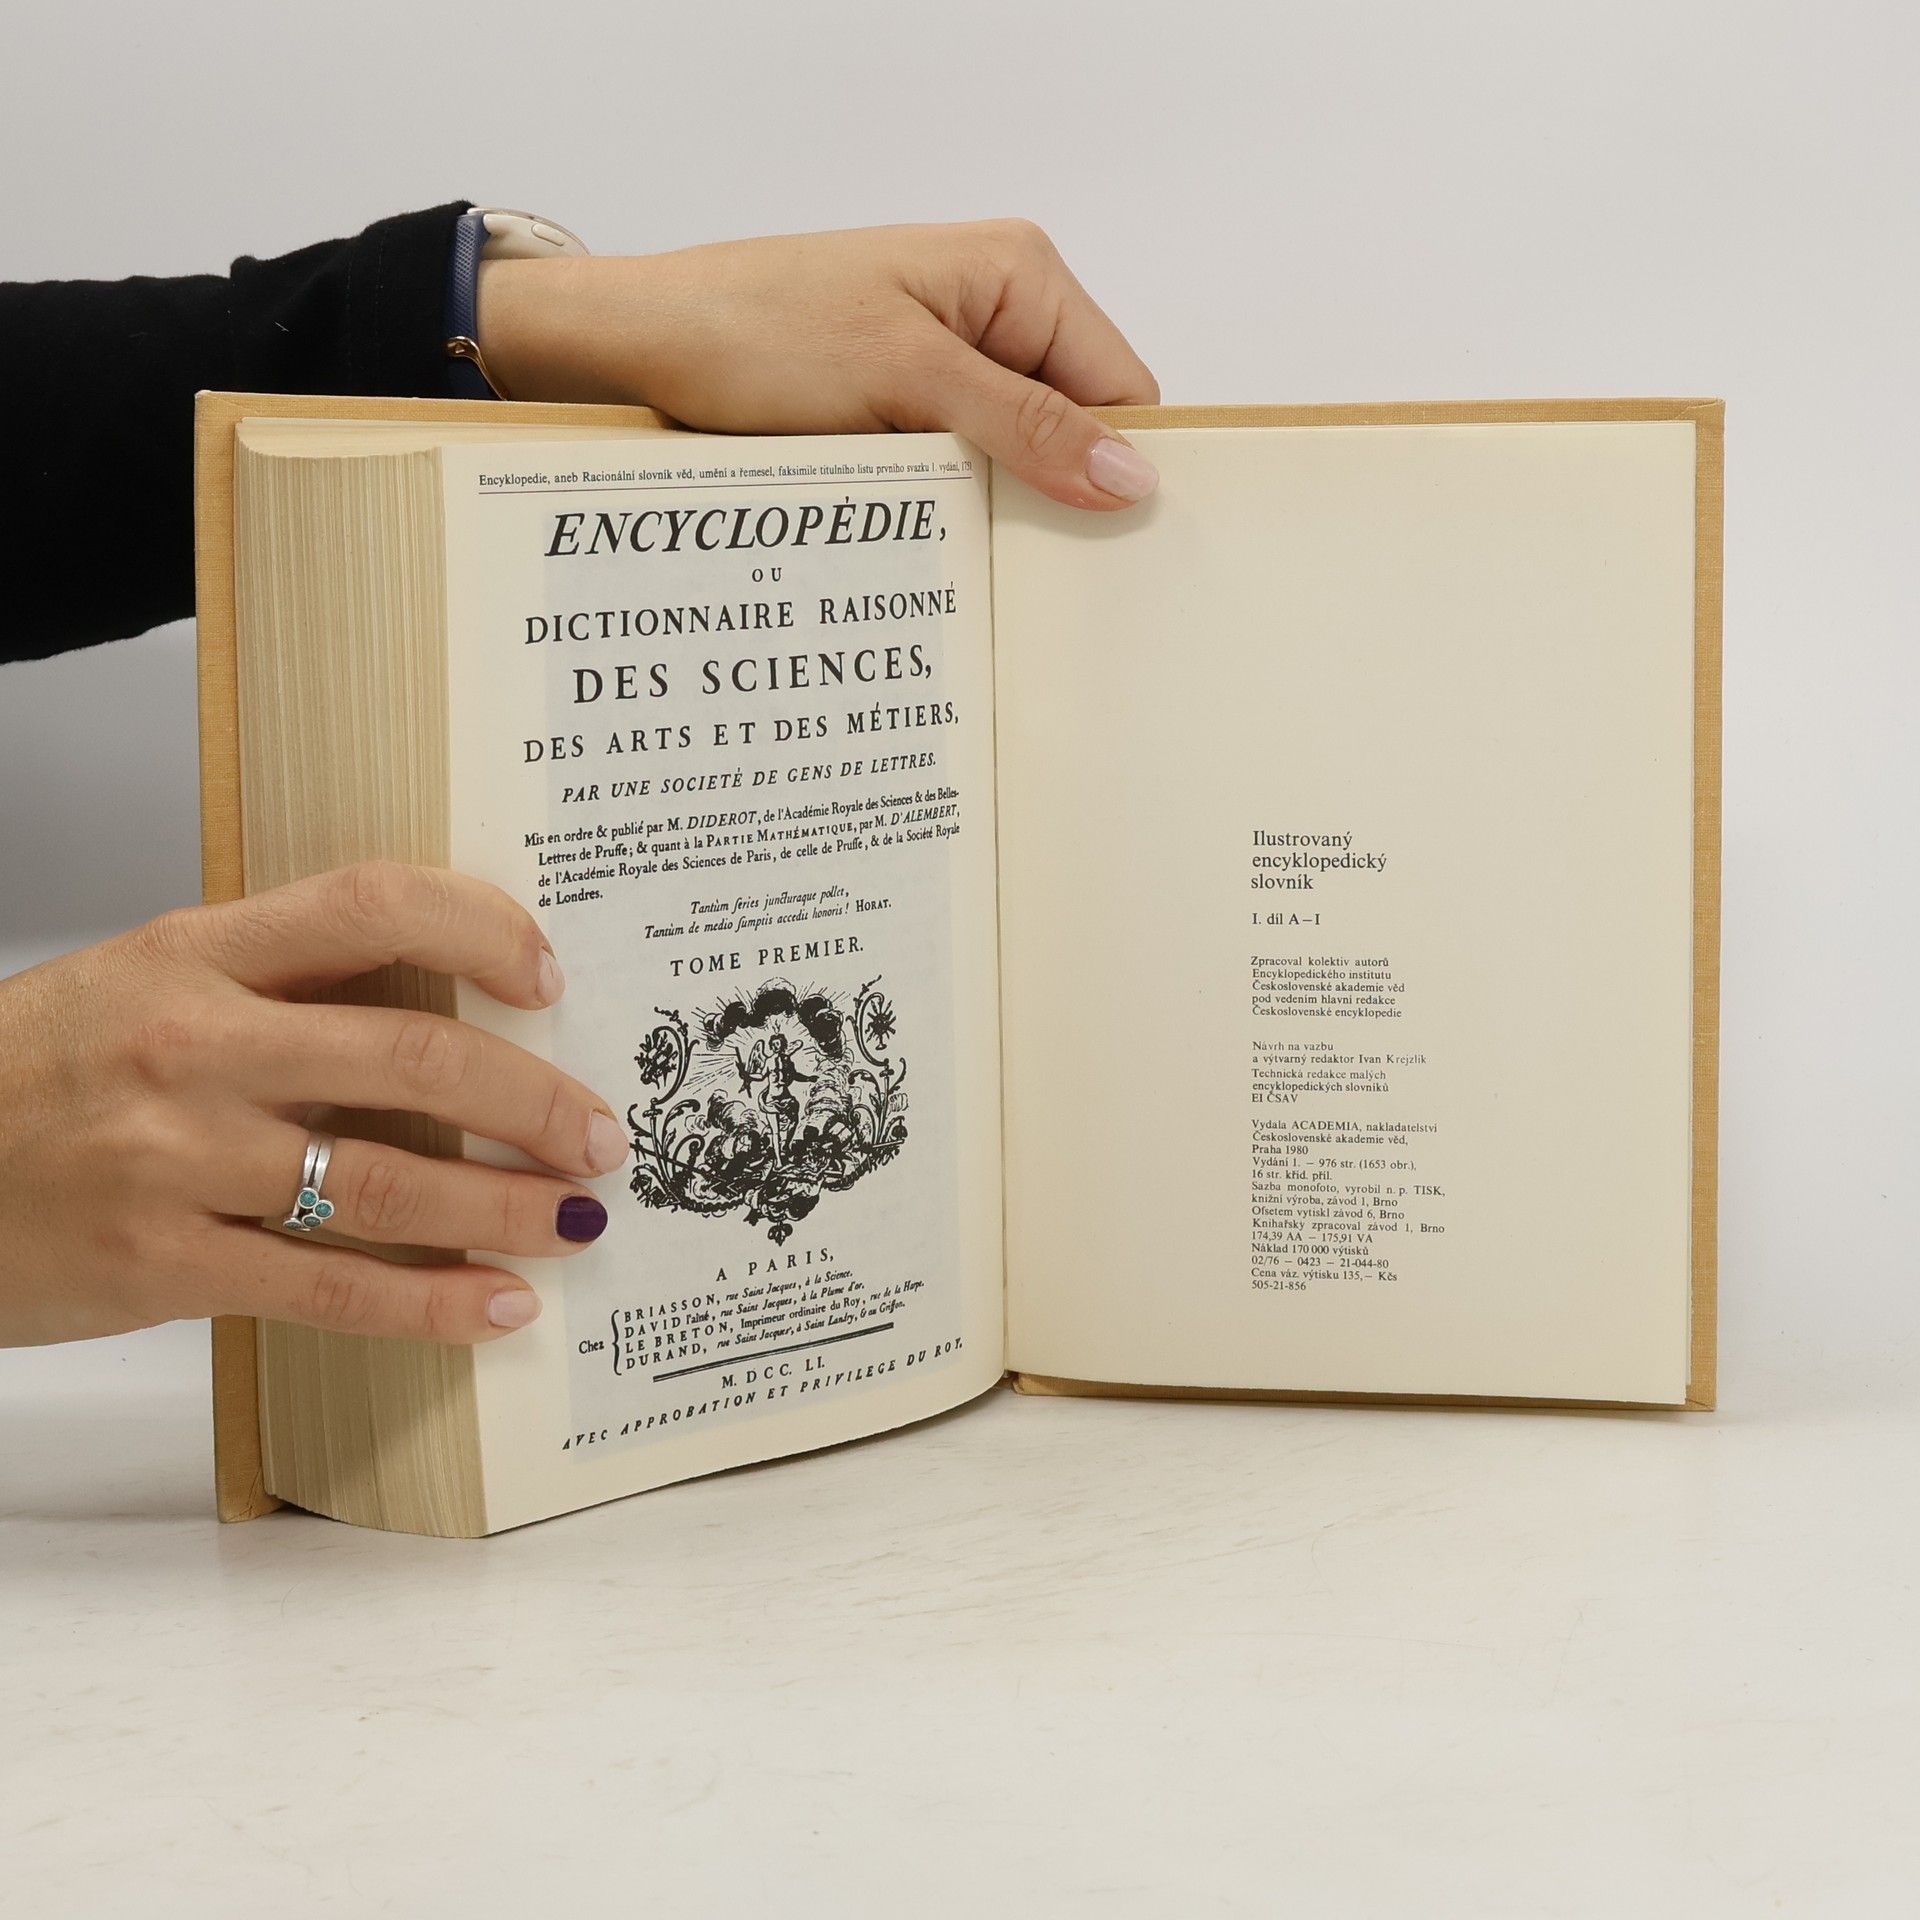 Encyklopedie, aneb Racionální slovník věd, umění a řemesel, faksimile titulního listu prvního svazku 1. vydání,
ENCYCLOPÉDIE,
OU
DICTIONNAIRE RAISONNÉ
DES SCIENCES,
DES ARTS ET DES MÉTIERS,
PAR UNE SOCIETÉ DE GENS DE LETTRES.
Mis en ordre & publié par M. DIDEROT, de l'Académie Royale des Sciences & des Belles-
Lettres de Pruſſe; & quant à la PARTIE MATHÉMATIQUE, par M. D'ALEMBERT,
de l'Académie Royale des Sciences de Paris, de celle de Pruſſe, & de la Société Royale
de Londres.
Tantùm ſeries juncturaque pollet,
Tantùm de medio ſumptis accedit honoris! HORAT.
TOME PREMIER.
A PARIS,
Chez
BRIASSON, rue Saint Jacques, à la Science.
DAVID l'aîné, rue Saint Jacques, à la Plume d'or.
LE BRETON, Imprimeur ordinaire du Roy, rue de la Harpe.
DURAND, rue Saint Jacques, à Saint Landry, & au Griffon.
M. DCC. LI.
AVEC APPROBATION ET PRIVILEGE DU ROY.
Ilustrovaný
encyklopedický
slovník
I. díl A–I
Zpracoval kolektiv autorů
Encyklopedického institutu
Československé akademie věd
pod vedením hlavní redakce
Československé encyklopedie
Návrh na vazbu
a výtvarný redaktor Ivan Krejzlík
Technická redakce malých
encyklopedických slovníků
EI ČSAV
Vydala ACADEMIA, nakladatelství
Československé akademie věd,
Praha 1980
Vydání 1. – 976 str. (1653 obr.),
16 str. kříd. příl.
Sazba monofoto, vyrobil n. p. TISK,
knižní výroba, závod 1, Brno
Ofsetem vytiskl závod 6, Brno
Knihařsky zpracoval závod 1, Brno
174,39 AA – 175,91 VA
Náklad 170 000 výtisků
02/76 – 0423 – 21-044-80
Cena váz. výtisku 135,– Kčs
505-21-856